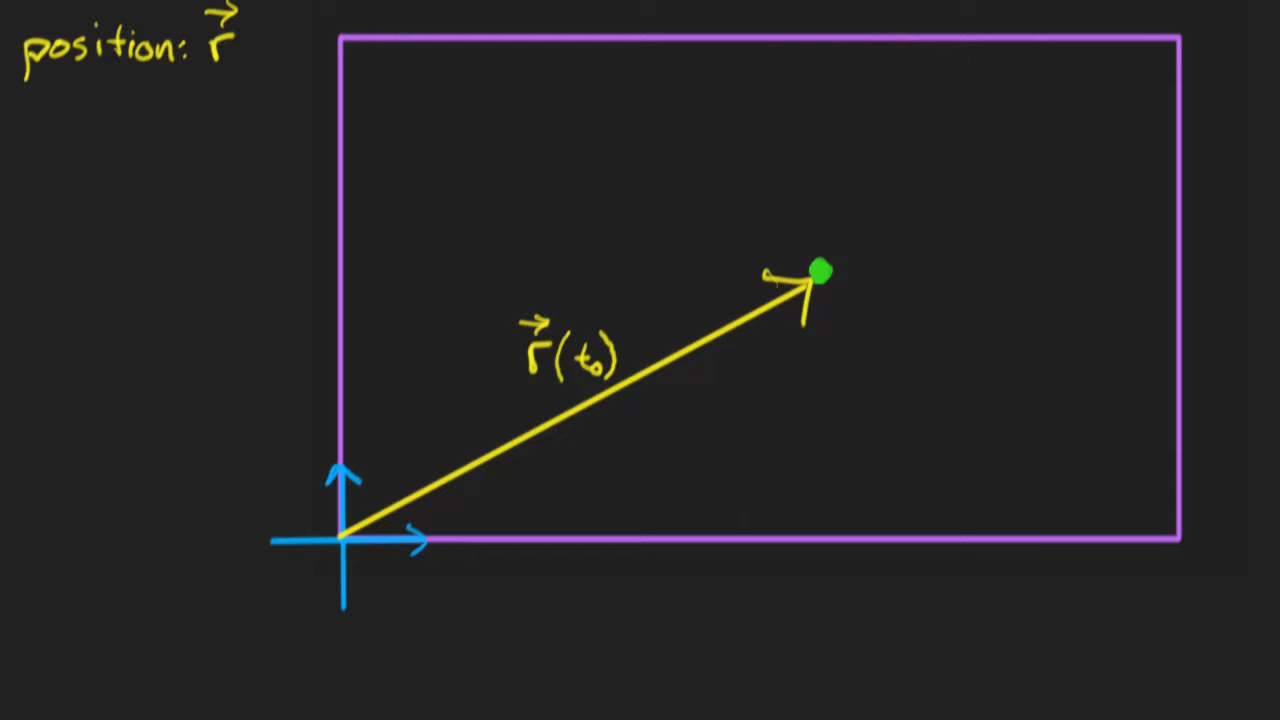 position: r⃗
r⃗(t₀)